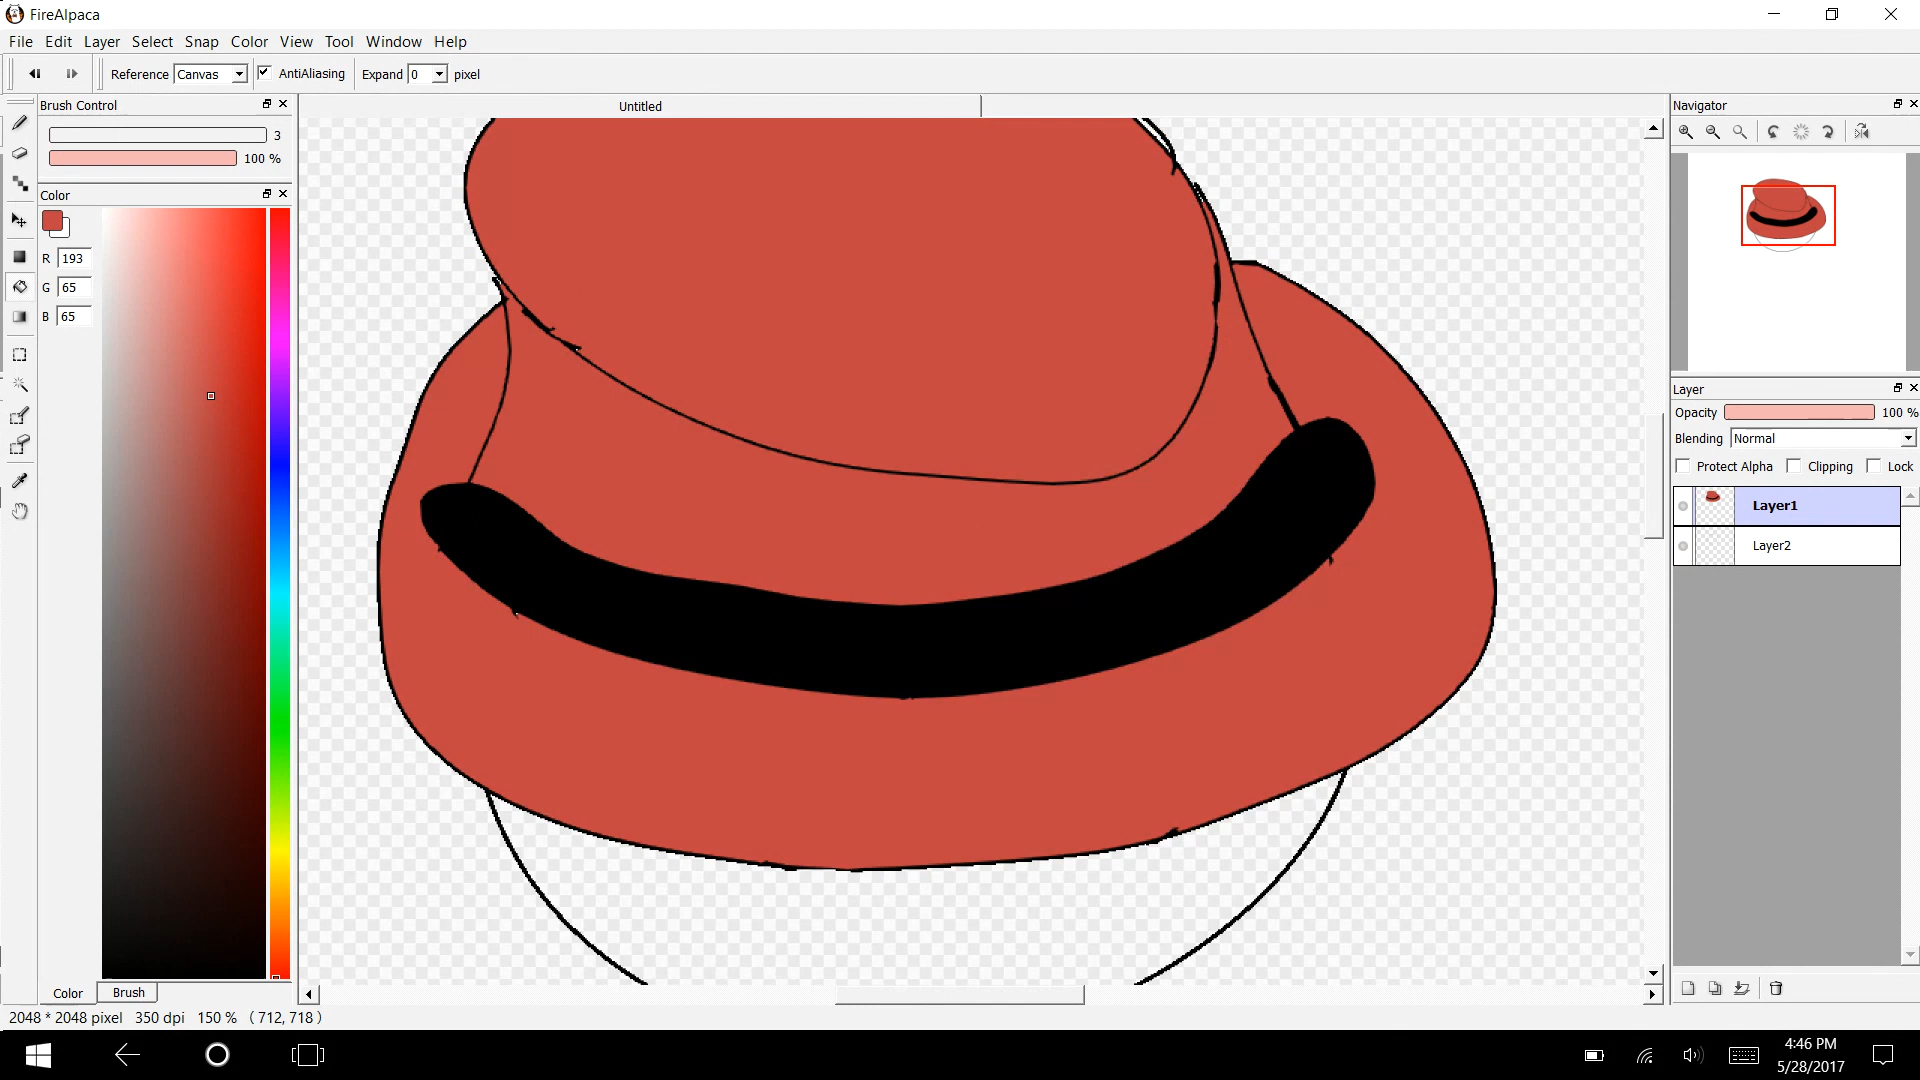 FireAlpaca
File Edit Layer Select Snap Color View Tool Window Help
Reference Canvas AntiAliasing Expand 0 pixel
Brush Control
3
100 %
Color
R 193
G 65
B 65
Color Brush
Untitled
Navigator
Layer
Opacity 100 %
Blending Normal
Protect Alpha Clipping Lock
Layer1
Layer2
2048 * 2048 pixel 350 dpi 150 % ( 712, 718 )
4:46 PM
5/28/2017